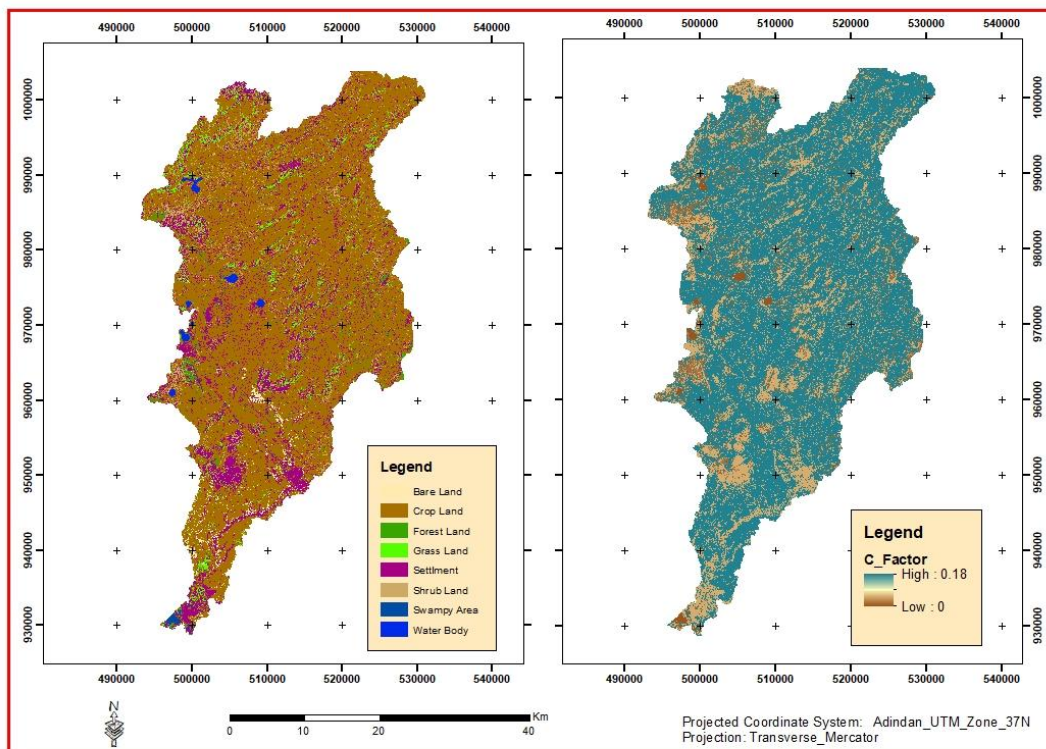 490000 500000 510000 520000 530000 540000
490000 500000 510000 520000 530000 540000
1000000
990000
980000
970000
960000
950000
940000
930000
Legend
Bare Land
Crop Land
Forest Land
Grass Land
Settlment
Shrub Land
Swampy Area
Water Body
490000 500000 510000 520000 530000 540000
490000 500000 510000 520000 530000 540000
1000000
990000
980000
970000
960000
950000
940000
930000
Legend
C_Factor
High : 0.18
Low : 0
N
Km
0 10 20 40
Projected Coordinate System: Adindan_UTM_Zone_37N
Projection: Transverse_Mercator